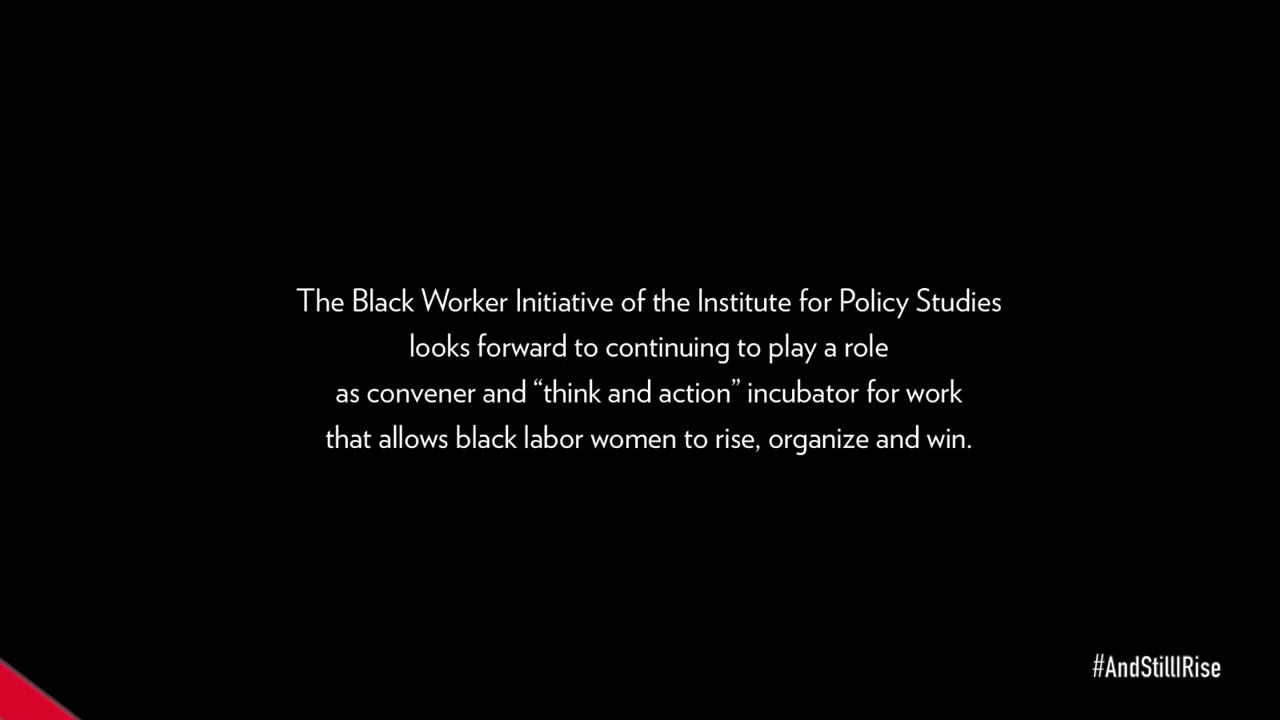 The Black Worker Initiative of the Institute for Policy Studies
looks forward to continuing to play a role
as convener and “think and action” incubator for work
that allows black labor women to rise, organize and win.
#AndStillIRise